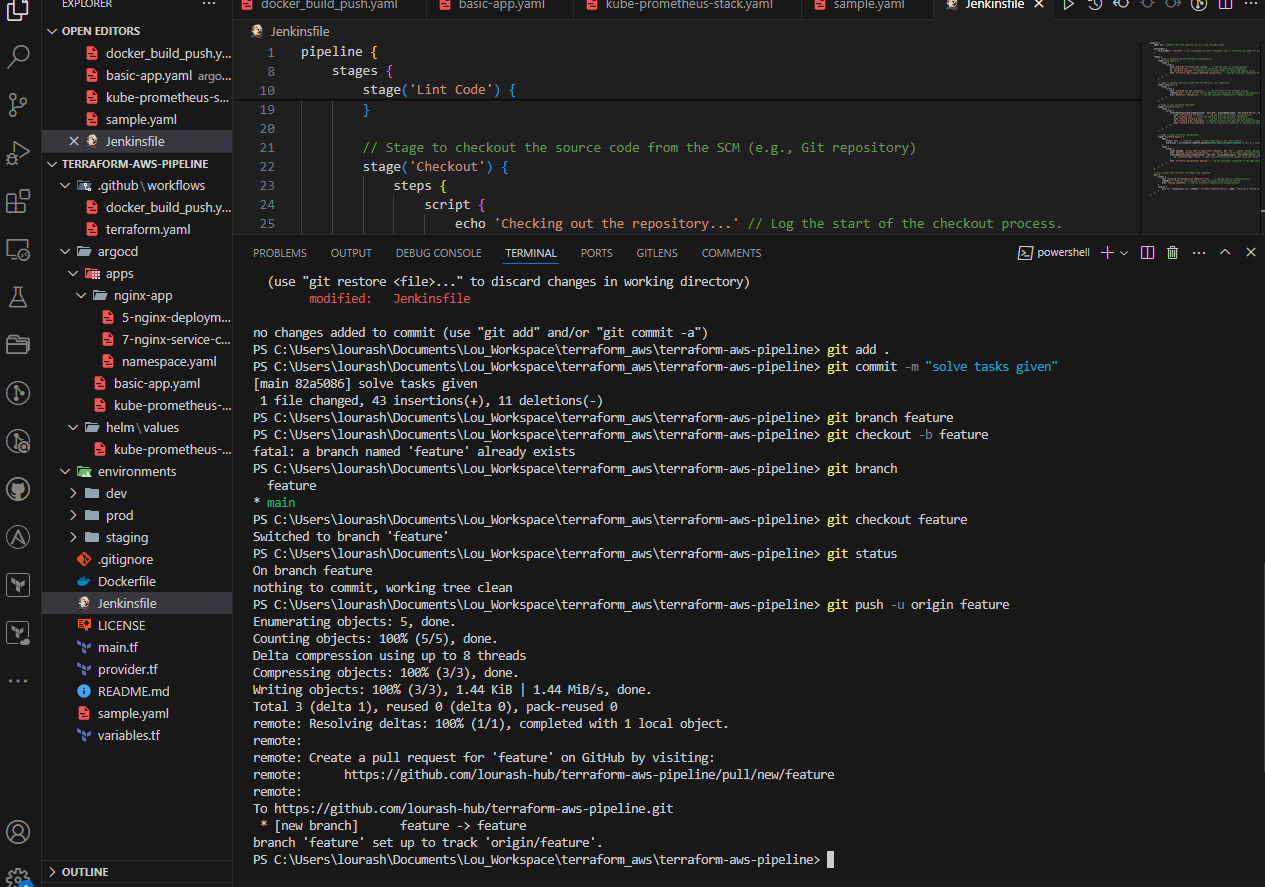 EXPLORER
OPEN EDITORS
docker_build_push.y...
basic-app.yaml argo...
kube-prometheus-s...
sample.yaml
Jenkinsfile
TERRAFORM-AWS-PIPELINE
.github\workflows
docker_build_push.y...
terraform.yaml
argocd
apps
nginx-app
5-nginx-deploym...
7-nginx-service-c...
namespace.yaml
basic-app.yaml
kube-prometheus-...
helm\values
kube-prometheus-...
environments
dev
prod
staging
.gitignore
Dockerfile
Jenkinsfile
LICENSE
main.tf
provider.tf
README.md
sample.yaml
variables.tf
OUTLINE
docker_build_push.yaml basic-app.yaml kube-prometheus-stack.yaml sample.yaml Jenkinsfile
Jenkinsfile
1 pipeline {
8 stages {
10 stage('Lint Code') {
19 }
20
21 // Stage to checkout the source code from the SCM (e.g., Git repository)
22 stage('Checkout') {
23 steps {
24 script {
25 echo 'Checking out the repository...' // Log the start of the checkout process.
PROBLEMS OUTPUT DEBUG CONSOLE TERMINAL PORTS GITLENS COMMENTS powershell
(use "git restore <file>..." to discard changes in working directory)
modified: Jenkinsfile
no changes added to commit (use "git add" and/or "git commit -a")
PS C:\Users\lourash\Documents\Lou_Workspace\terraform_aws\terraform-aws-pipeline> git add .
PS C:\Users\lourash\Documents\Lou_Workspace\terraform_aws\terraform-aws-pipeline> git commit -m "solve tasks given"
[main 82a5086] solve tasks given
1 file changed, 43 insertions(+), 11 deletions(-)
PS C:\Users\lourash\Documents\Lou_Workspace\terraform_aws\terraform-aws-pipeline> git branch feature
PS C:\Users\lourash\Documents\Lou_Workspace\terraform_aws\terraform-aws-pipeline> git checkout -b feature
fatal: a branch named 'feature' already exists
PS C:\Users\lourash\Documents\Lou_Workspace\terraform_aws\terraform-aws-pipeline> git branch
feature
* main
PS C:\Users\lourash\Documents\Lou_Workspace\terraform_aws\terraform-aws-pipeline> git checkout feature
Switched to branch 'feature'
PS C:\Users\lourash\Documents\Lou_Workspace\terraform_aws\terraform-aws-pipeline> git status
On branch feature
nothing to commit, working tree clean
PS C:\Users\lourash\Documents\Lou_Workspace\terraform_aws\terraform-aws-pipeline> git push -u origin feature
Enumerating objects: 5, done.
Counting objects: 100% (5/5), done.
Delta compression using up to 8 threads
Compressing objects: 100% (3/3), done.
Writing objects: 100% (3/3), 1.44 KiB | 1.44 MiB/s, done.
Total 3 (delta 1), reused 0 (delta 0), pack-reused 0
remote: Resolving deltas: 100% (1/1), completed with 1 local object.
remote:
remote: Create a pull request for 'feature' on GitHub by visiting:
remote: https://github.com/lourash-hub/terraform-aws-pipeline/pull/new/feature
remote:
To https://github.com/lourash-hub/terraform-aws-pipeline.git
* [new branch] feature -> feature
branch 'feature' set up to track 'origin/feature'.
PS C:\Users\lourash\Documents\Lou_Workspace\terraform_aws\terraform-aws-pipeline>